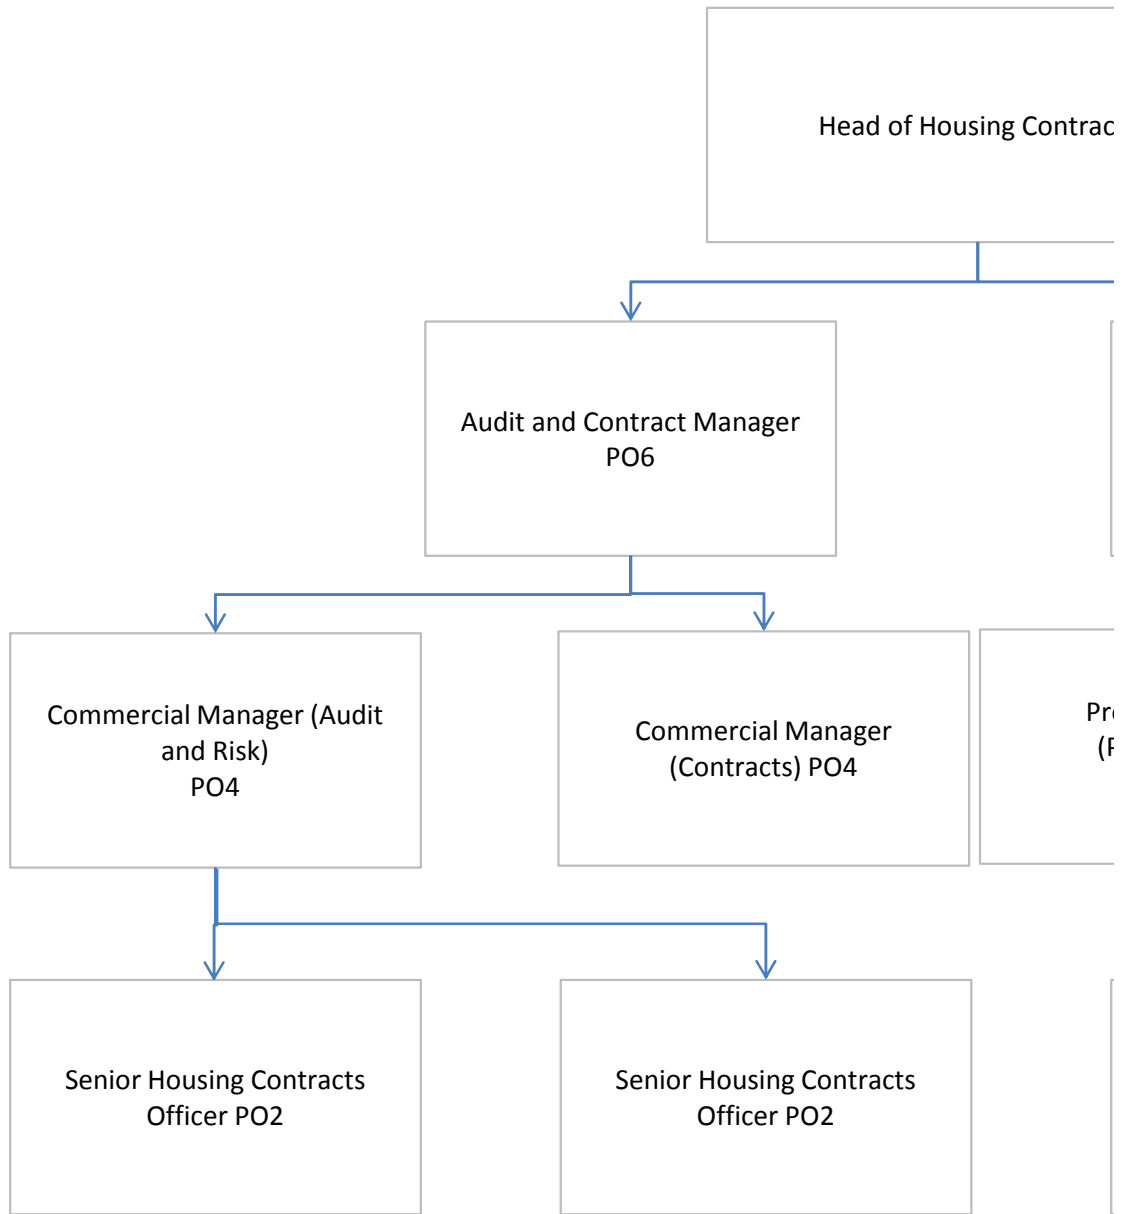 Head of Housing Contrac
Audit and Contract Manager
PO6
Commercial Manager (Audit
and Risk)
PO4
Commercial Manager
(Contracts) PO4
Senior Housing Contracts
Officer PO2
Senior Housing Contracts
Officer PO2